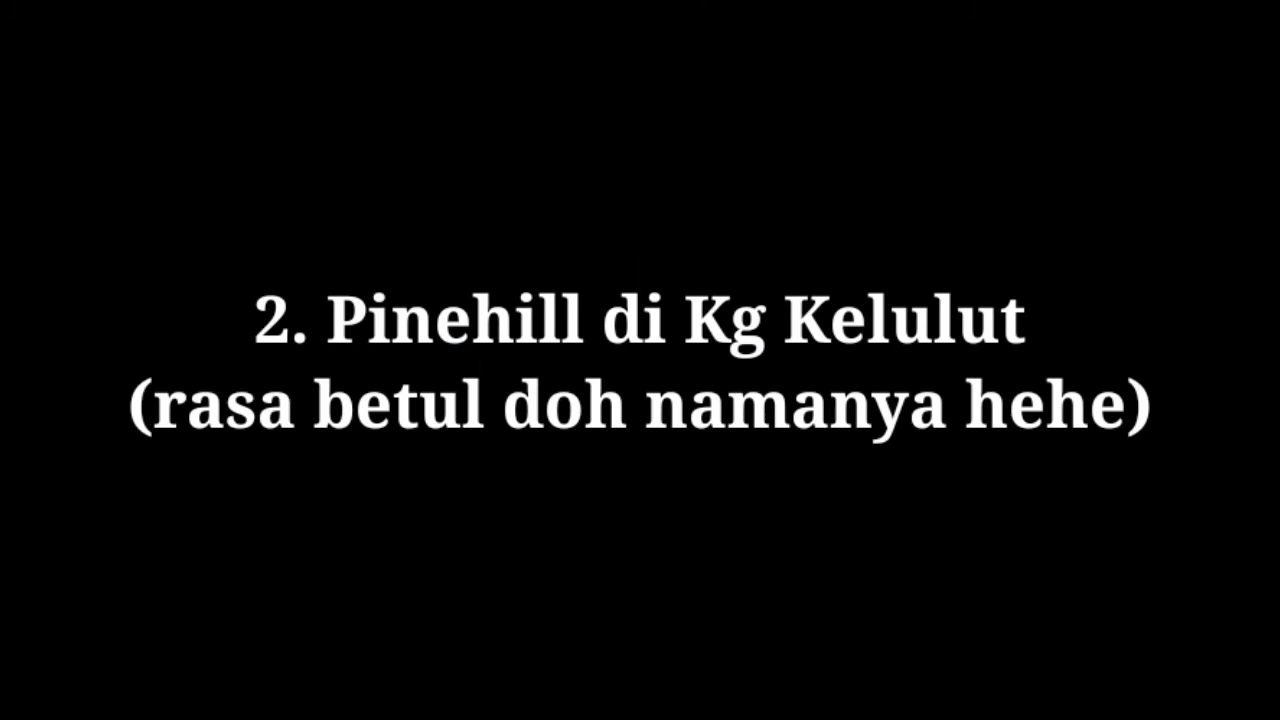 2. Pinehill di Kg Kelulut
(rasa betul doh namanya hehe)